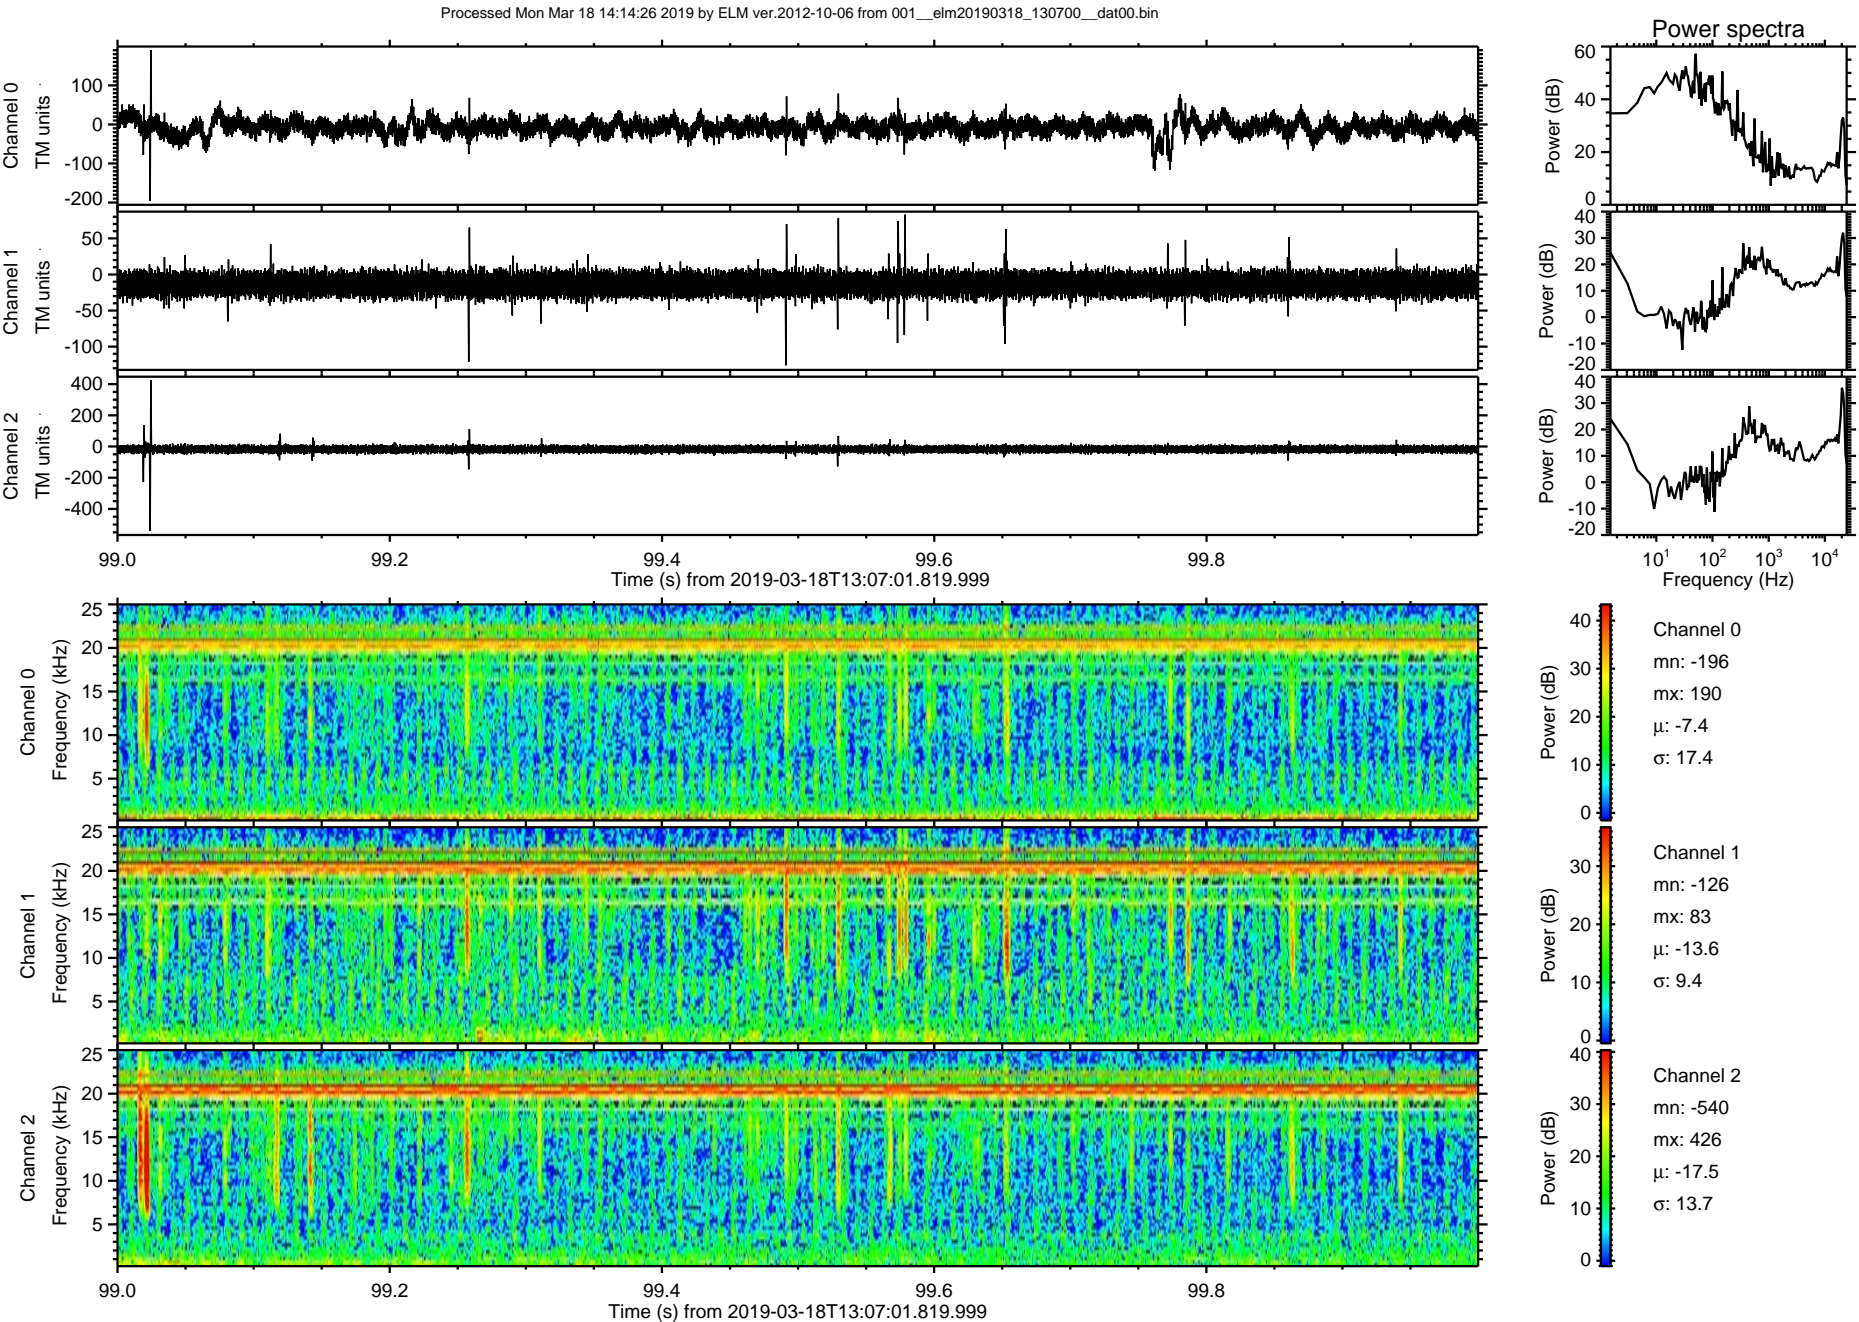 Processed Mon Mar 18 14:14:26 2019 by ELM ver.2012-10-06 from 001__elm20190318_130700__dat00.bin
Power spectra
Channel 0
TM units
100
0
-100
-200
Power (dB)
60
40
20
0
Channel 1
TM units
50
0
-50
-100
Power (dB)
40
30
20
10
0
-10
-20
Channel 2
TM units
400
200
0
-200
-400
Power (dB)
40
30
20
10
0
-10
-20
99.0 99.2 99.4 99.6 99.8
Time (s) from 2019-03-18T13:07:01.819.999
10¹ 10² 10³ 10⁴
Frequency (Hz)
Channel 0
Frequency (kHz)
25
20
15
10
5
Power (dB)
40
30
20
10
0
Channel 0
mn: -196
mx: 190
μ: -7.4
σ: 17.4
Channel 1
Frequency (kHz)
25
20
15
10
5
Power (dB)
30
20
10
0
Channel 1
mn: -126
mx: 83
μ: -13.6
σ: 9.4
Channel 2
Frequency (kHz)
25
20
15
10
5
Power (dB)
40
30
20
10
0
Channel 2
mn: -540
mx: 426
μ: -17.5
σ: 13.7
99.0 99.2 99.4 99.6 99.8
Time (s) from 2019-03-18T13:07:01.819.999